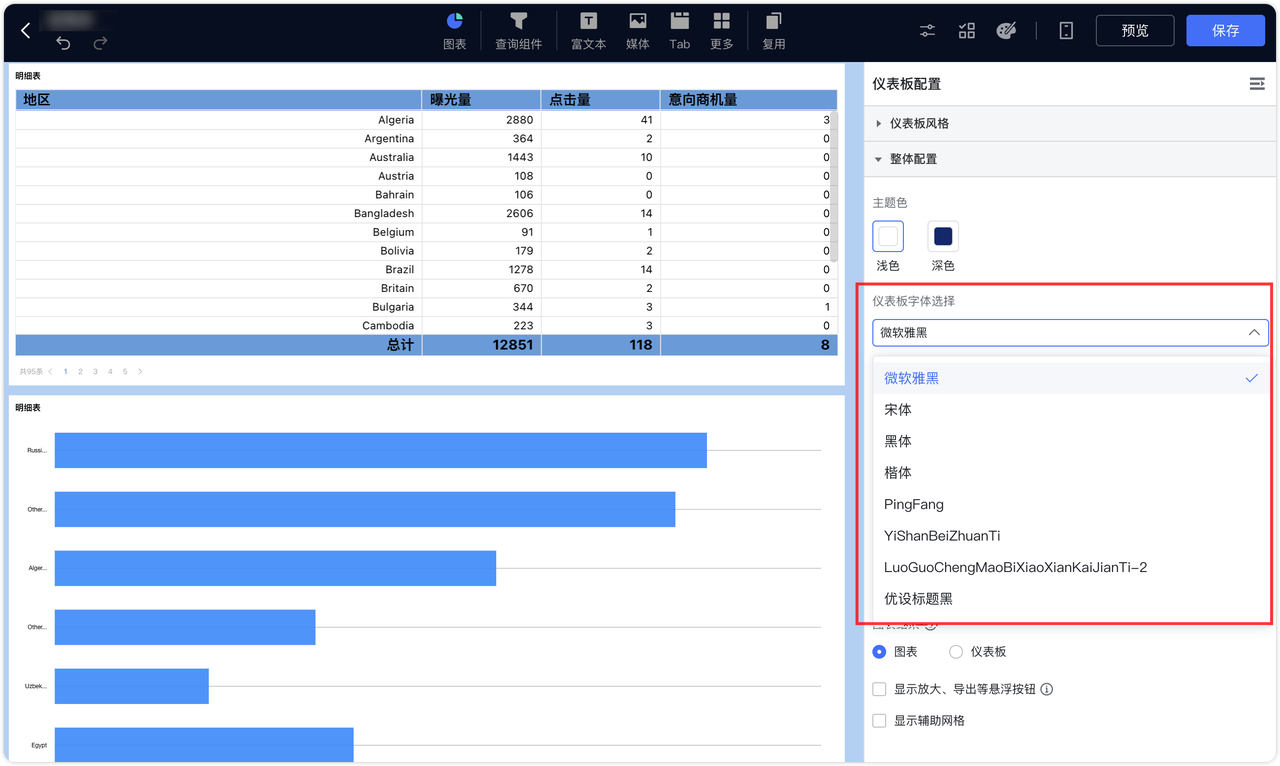 图表 查询组件 富文本 媒体 Tab 更多 复用 预览 保存
明细表
地区 曝光量 点击量 意向商机量
Algeria 2880 41 3
Argentina 364 2 0
Australia 1443 10 0
Austria 108 0 0
Bahrain 106 0 0
Bangladesh 2606 14 0
Belgium 91 1 0
Bolivia 179 2 0
Brazil 1278 14 0
Britain 670 2 0
Bulgaria 344 3 1
Cambodia 223 3 0
总计 12851 118 8
共95条 1 2 3 4 5
明细表
Russi...
Other...
Alger...
Other...
Uzbek...
Egypt
仪表板配置
仪表板风格
整体配置
主题色
浅色 深色
仪表板字体选择
微软雅黑
微软雅黑
宋体
黑体
楷体
PingFang
YiShanBeiZhuanTi
LuoGuoChengMaoBiXiaoXianKaiJianTi-2
优设标题黑
图表 仪表板
显示放大、导出等悬浮按钮
显示辅助网格